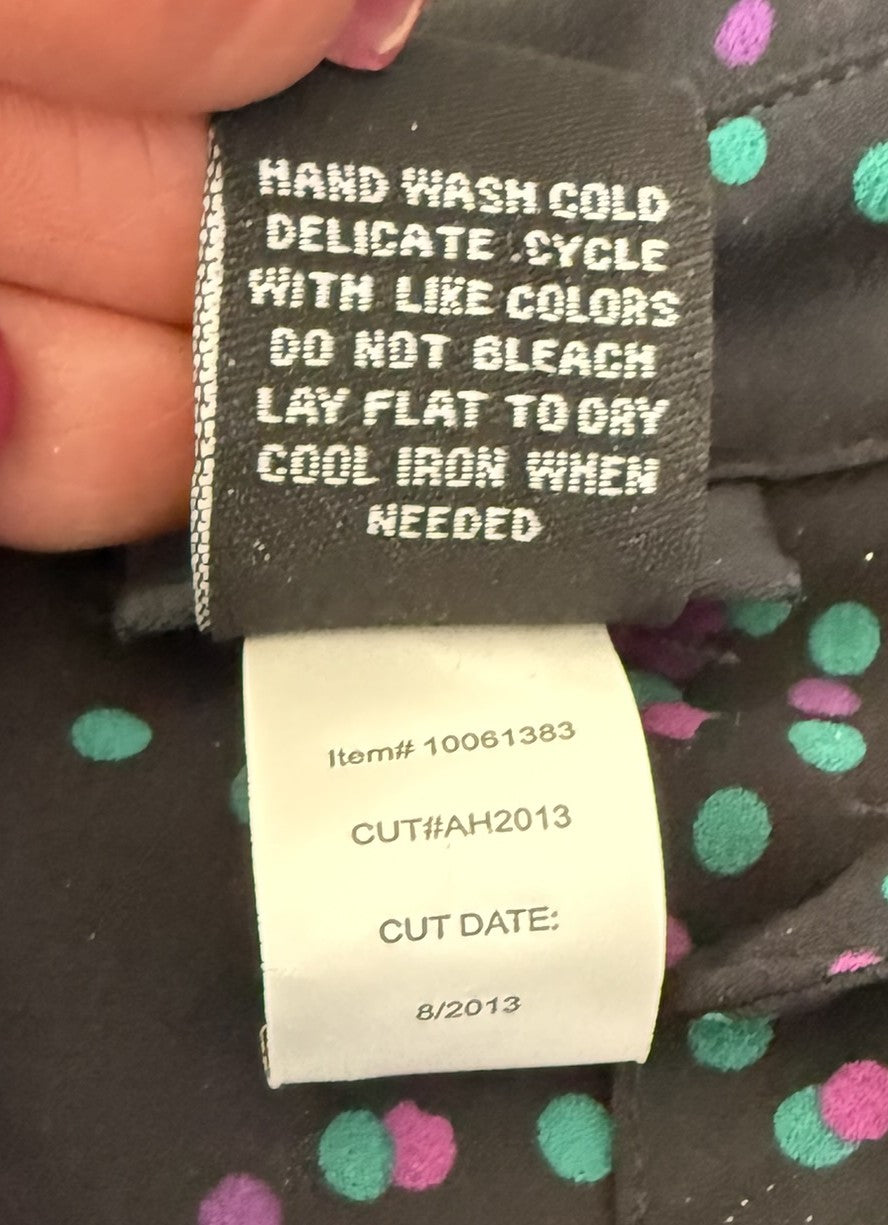 HAND WASH COLD
DELICATE CYCLE
WITH LIKE COLORS
DO NOT BLEACH
LAY FLAT TO DRY
COOL IRON WHEN
NEEDED
Item# 10061383
CUT#AH2013
CUT DATE:
8/2013